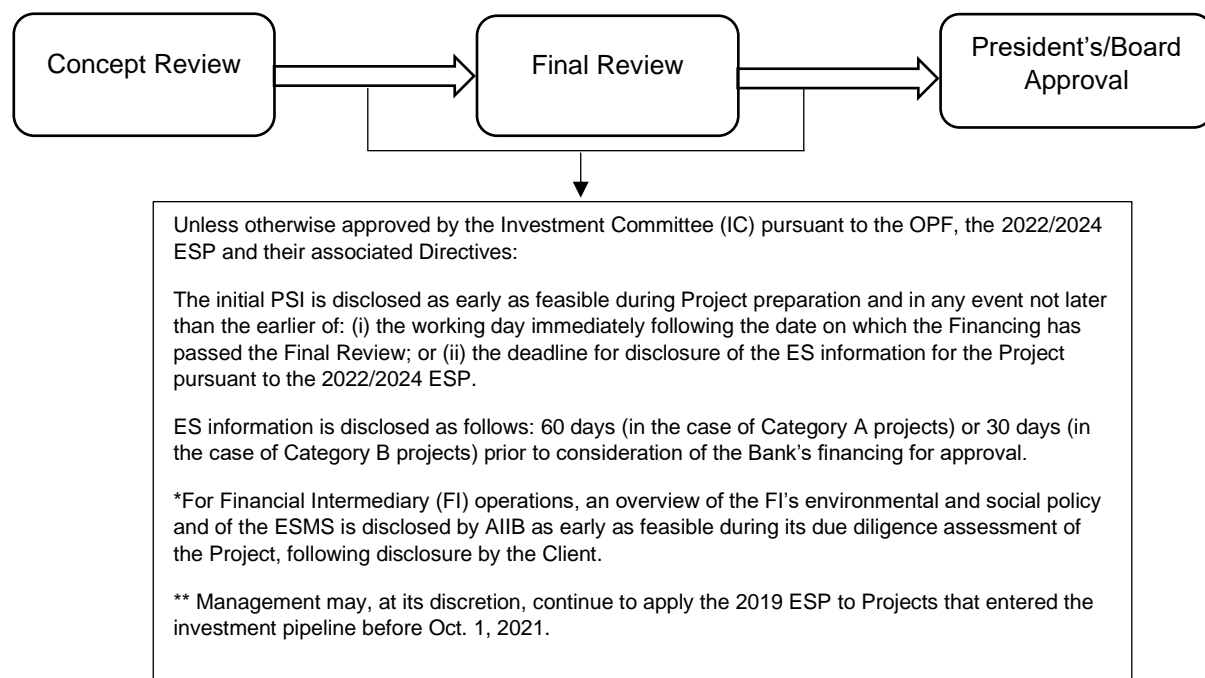 Concept Review
Final Review
President’s/Board
Approval
Unless otherwise approved by the Investment Committee (IC) pursuant to the OPF, the 2022/2024
ESP and their associated Directives:
The initial PSI is disclosed as early as feasible during Project preparation and in any event not later
than the earlier of: (i) the working day immediately following the date on which the Financing has
passed the Final Review; or (ii) the deadline for disclosure of the ES information for the Project
pursuant to the 2022/2024 ESP.
ES information is disclosed as follows: 60 days (in the case of Category A projects) or 30 days (in
the case of Category B projects) prior to consideration of the Bank’s financing for approval.
*For Financial Intermediary (FI) operations, an overview of the FI’s environmental and social policy
and of the ESMS is disclosed by AIIB as early as feasible during its due diligence assessment of
the Project, following disclosure by the Client.
** Management may, at its discretion, continue to apply the 2019 ESP to Projects that entered the
investment pipeline before Oct. 1, 2021.